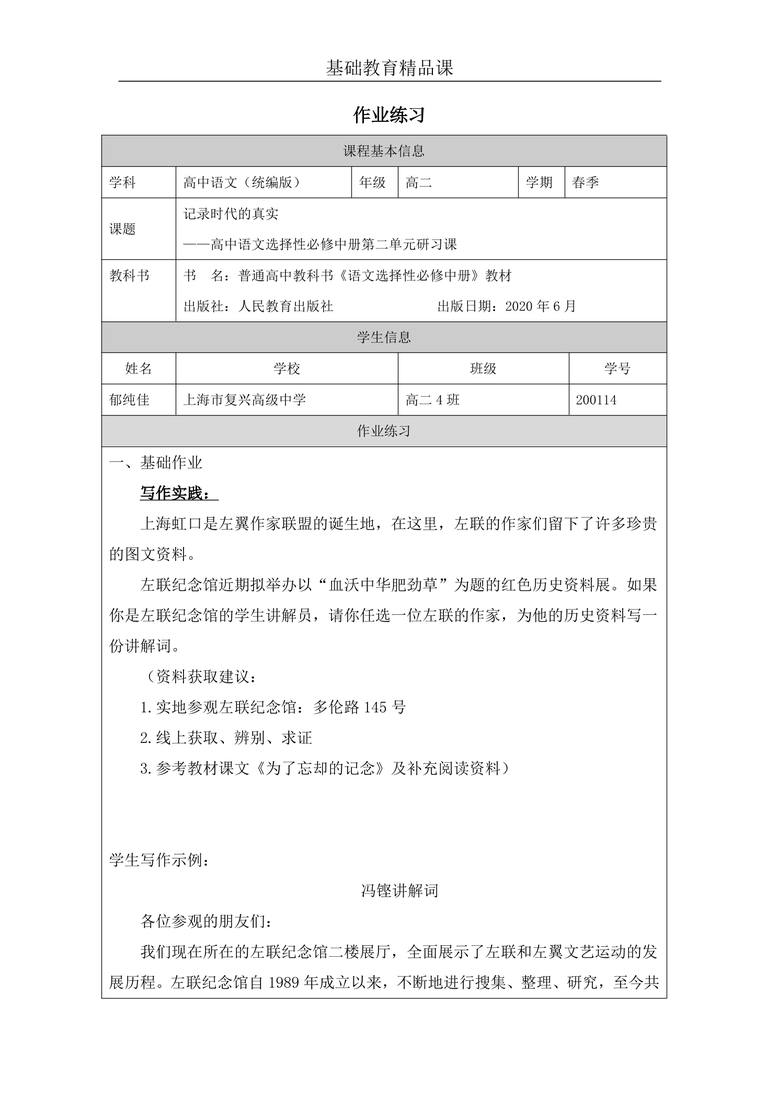 基础教育精品课
作业练习
课程基本信息
学科 高中语文（统编版） 年级 高二 学期 春季
课题 记录时代的真实
——高中语文选择性必修中册第二单元研习课
教科书 书 名：普通高中教科书《语文选择性必修中册》教材
出版社：人民教育出版社 出版日期：2020 年 6 月
学生信息
姓名 学校 班级 学号
郁纯佳 上海市复兴高级中学 高二 4 班 200114
作业练习
一、基础作业
写作实践：
上海虹口是左翼作家联盟的诞生地，在这里，左联的作家们留下了许多珍贵
的图文资料。
左联纪念馆近期拟举办以“血沃中华肥劲草”为题的红色历史资料展。如果
你是左联纪念馆的学生讲解员，请你任选一位左联的作家，为他的历史资料写一
份讲解词。
（资料获取建议：
1.实地参观左联纪念馆：多伦路 145 号
2.线上获取、辨别、求证
3.参考教材课文《为了忘却的记念》及补充阅读资料）
学生写作示例：
冯铿讲解词
各位参观的朋友们：
我们现在所在的左联纪念馆二楼展厅，全面展示了左联和左翼文艺运动的发
展历程。左联纪念馆自 1989 年成立以来，不断地进行搜集、整理、研究，至今共